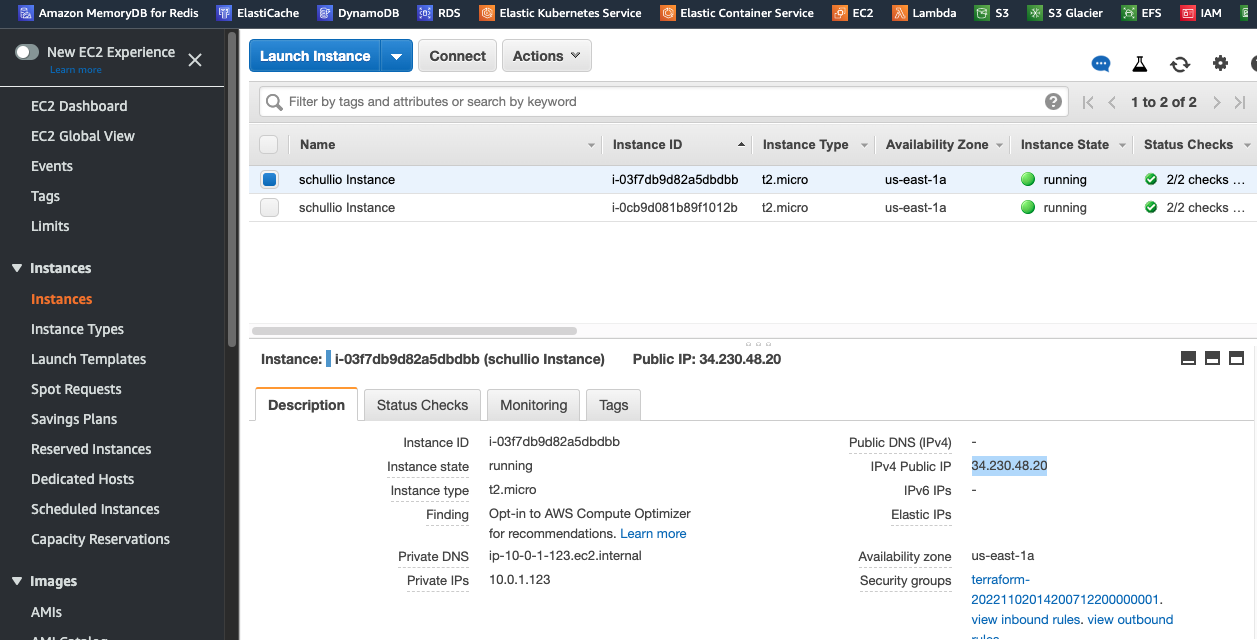 Amazon MemoryDB for Redis ElastiCache DynamoDB RDS Elastic Kubernetes Service Elastic Container Service EC2 Lambda S3 S3 Glacier EFS IAM
New EC2 Experience
Learn more
EC2 Dashboard
EC2 Global View
Events
Tags
Limits
Instances
Instances
Instance Types
Launch Templates
Spot Requests
Savings Plans
Reserved Instances
Dedicated Hosts
Scheduled Instances
Capacity Reservations
Images
AMIs
AMI Catalog
Launch Instance Connect Actions
Filter by tags and attributes or search by keyword
1 to 2 of 2
Name Instance ID Instance Type Availability Zone Instance State Status Checks
schullio Instance i-03f7db9d82a5dbdbb t2.micro us-east-1a running 2/2 checks ...
schullio Instance i-0cb9d081b89f1012b t2.micro us-east-1a running 2/2 checks ...
Instance: i-03f7db9d82a5dbdbb (schullio Instance) Public IP: 34.230.48.20
Description Status Checks Monitoring Tags
Instance ID i-03f7db9d82a5dbdbb
Instance state running
Instance type t2.micro
Finding Opt-in to AWS Compute Optimizer
for recommendations. Learn more
Private DNS ip-10-0-1-123.ec2.internal
Private IPs 10.0.1.123
Public DNS (IPv4) -
IPv4 Public IP 34.230.48.20
IPv6 IPs -
Elastic IPs
Availability zone us-east-1a
Security groups terraform-
20221102014200712200000001.
view inbound rules. view outbound
rules